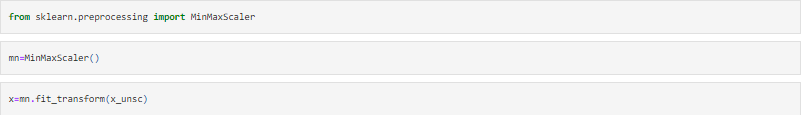 from sklearn.preprocessing import MinMaxScaler
mn=MinMaxScaler()
x=mn.fit_transform(x_unsc)